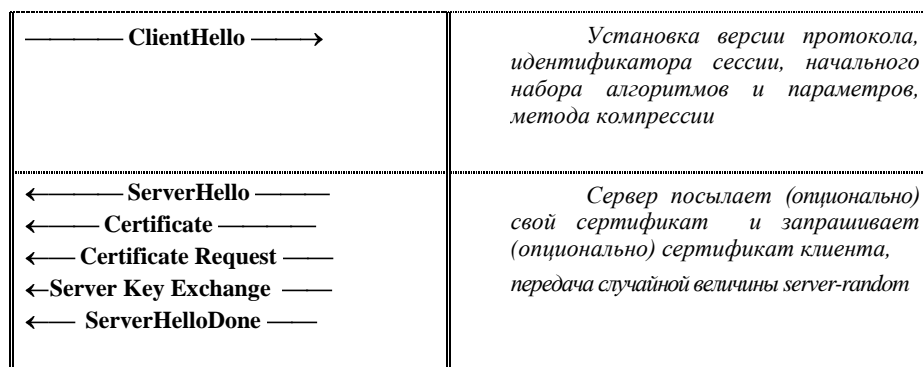 ———— ClientHello ———→
Установка версии протокола,
идентификатора сессии, начального
набора алгоритмов и параметров,
метода компрессии
←———— ServerHello ———
←——— Certificate ————
←—— Certificate Request ——
←Server Key Exchange ——
←—— ServerHelloDone ——
Сервер посылает (опционально)
свой сертификат и запрашивает
(опционально) сертификат клиента,
передача случайной величины server-random